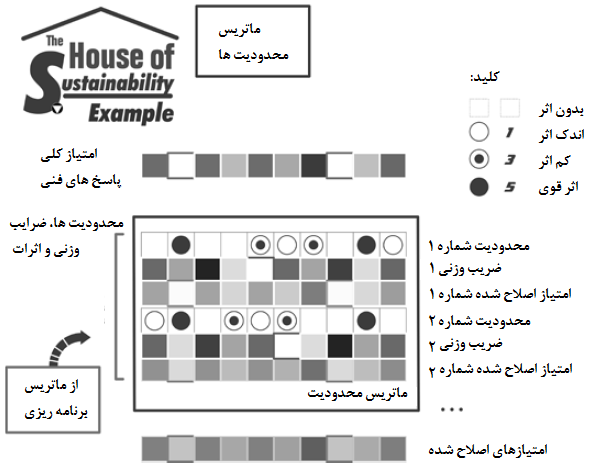 The
House of
Sustainability
Example
ماتریس
محدودیت ها
کلید:
بدون اثر
1 اندک اثر
3 کم اثر
5 اثر قوی
امتیاز کلی
پاسخ های فنی
محدودیت ها، ضرایب
وزنی و اثرات
محدودیت شماره ۱
ضریب وزنی ۱
امتیاز اصلاح شده شماره ۱
محدودیت شماره ۲
ضریب وزنی ۲
امتیاز اصلاح شده شماره ۲
...
از ماتریس
برنامه ریزی
ماتریس محدودیت
امتیازهای اصلاح شده